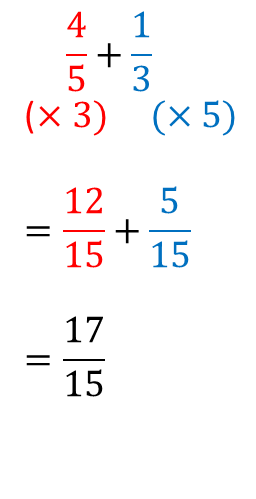 4/5 + 1/3
(× 3) (× 5)
= 12/15 + 5/15
= 17/15